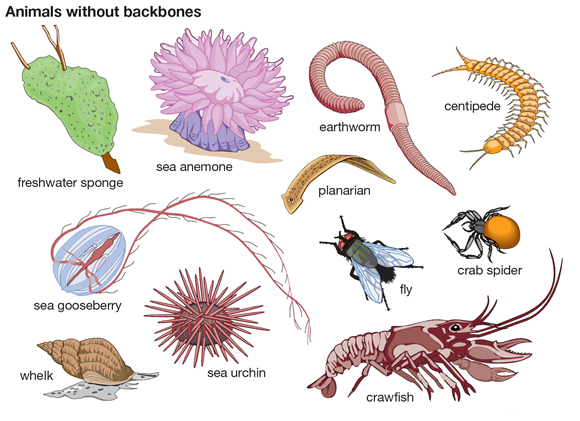 Animals without backbones
centipede
earthworm
sea anemone
freshwater sponge
planarian
crab spider
fly
sea gooseberry
sea urchin
whelk
crawfish